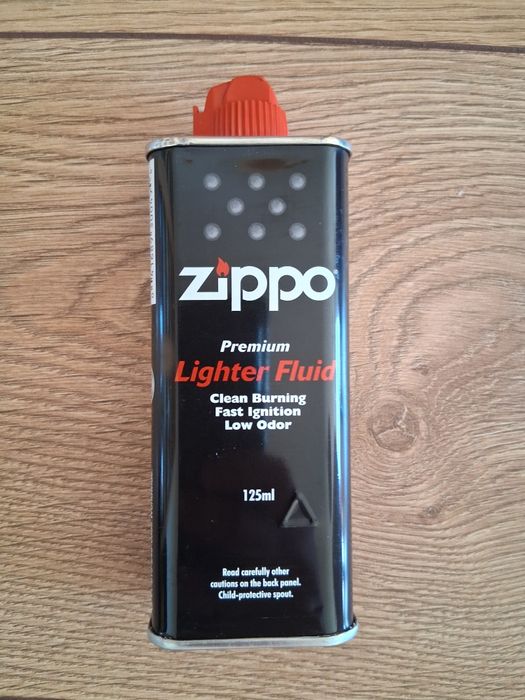 zippo
Premium
Lighter Fluid
Clean Burning
Fast Ignition
Low Odor
125ml
Read carefully other
cautions on the back panel.
Child-protective spout.